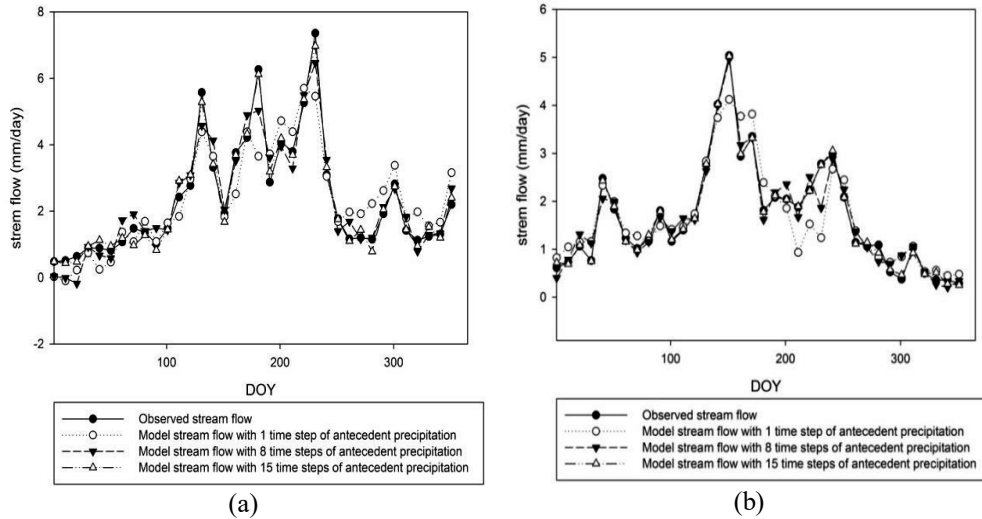 8
6
4
2
0
-2
strem flow (mm/day)
100
200
300
DOY
Observed stream flow
Model stream flow with 1 time step of antecedent precipitation
Model stream flow with 8 time steps of antecedent precipitation
Model stream flow with 15 time steps of antecedent precipitation
(a)
6
5
4
3
2
1
0
strem flow (mm/day)
100
200
300
DOY
Observed stream flow
Model stream flow with 1 time step of antecedent precipitation
Model stream flow with 8 time steps of antecedent precipitation
Model stream flow with 15 time steps of antecedent precipitation
(b)